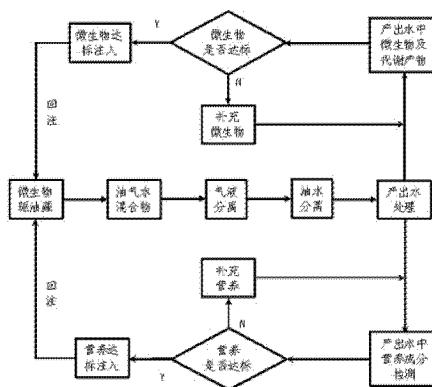 微生物达
标注入
Y
微生物
是否达标
产出水中
微生物及
代谢产物
N
回
注
补充
微生物
微生物
驱油藏
油气水
混合物
气液
分离
油水
分离
产出水
处理
回
注
补充
营养
N
营养达
标注入
Y
营养
是否达标
产出水中
营养成分
检测